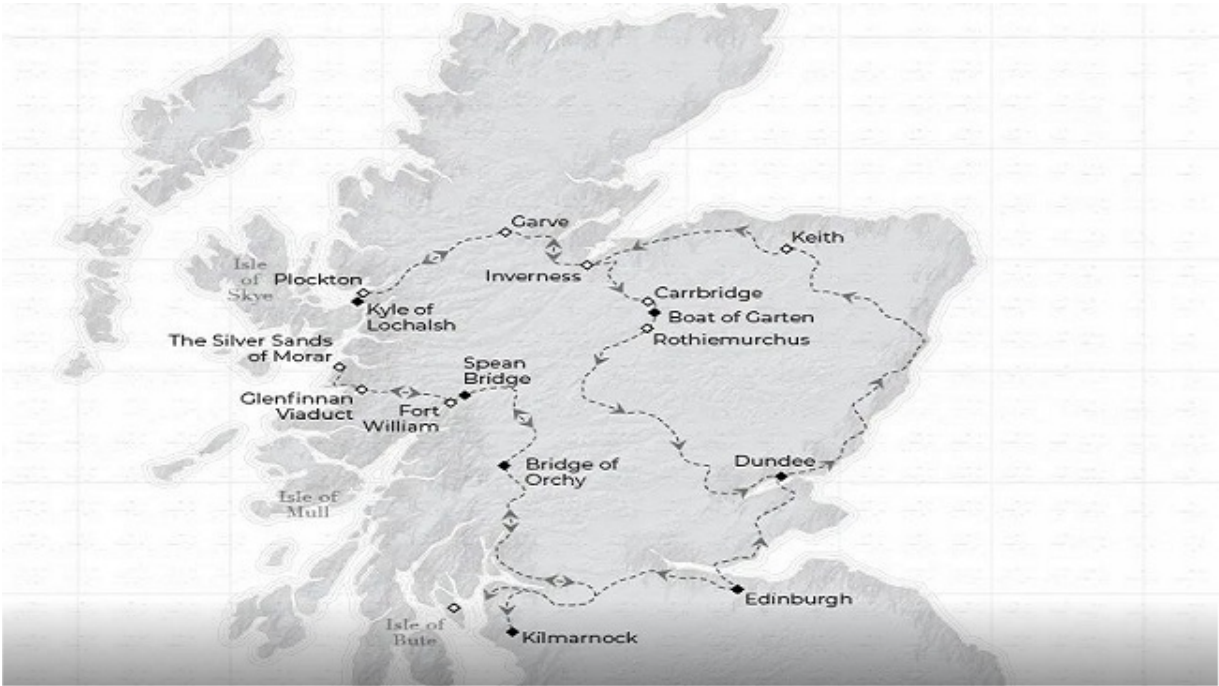 Garve
Keith
Inverness
Isle
of
Skye
Plockton
Kyle of
Lochalsh
Carrbridge
Boat of Garten
Rothiemurchus
The Silver Sands
of Morar
Spean
Bridge
Glenfinnan
Viaduct
Fort
William
Bridge of
Orchy
Dundee
Isle of
Mull
Edinburgh
Isle of
Bute
Kilmarnock